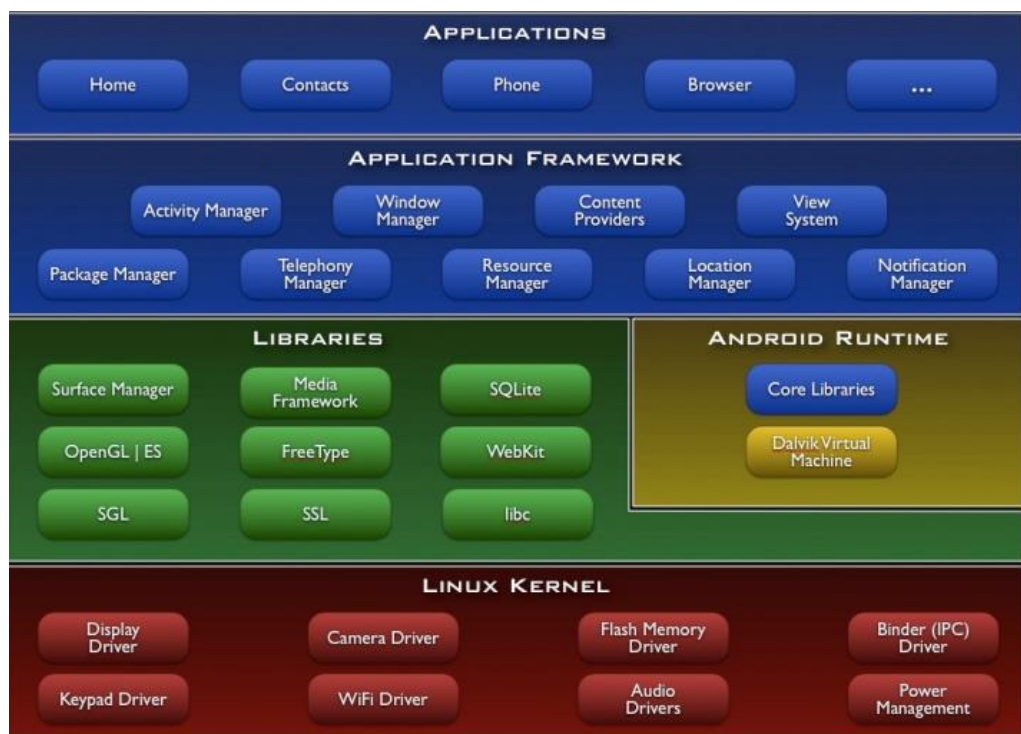 APPLICATIONS
Home
Contacts
Phone
Browser
...
APPLICATION FRAMEWORK
Activity Manager
Window
Manager
Content
Providers
View
System
Package Manager
Telephony
Manager
Resource
Manager
Location
Manager
Notification
Manager
LIBRARIES
Surface Manager
Media
Framework
SQLite
OpenGL | ES
FreeType
WebKit
SGL
SSL
libc
ANDROID RUNTIME
Core Libraries
Dalvik Virtual
Machine
LINUX KERNEL
Display
Driver
Camera Driver
Flash Memory
Driver
Binder (IPC)
Driver
Keypad Driver
WiFi Driver
Audio
Drivers
Power
Management